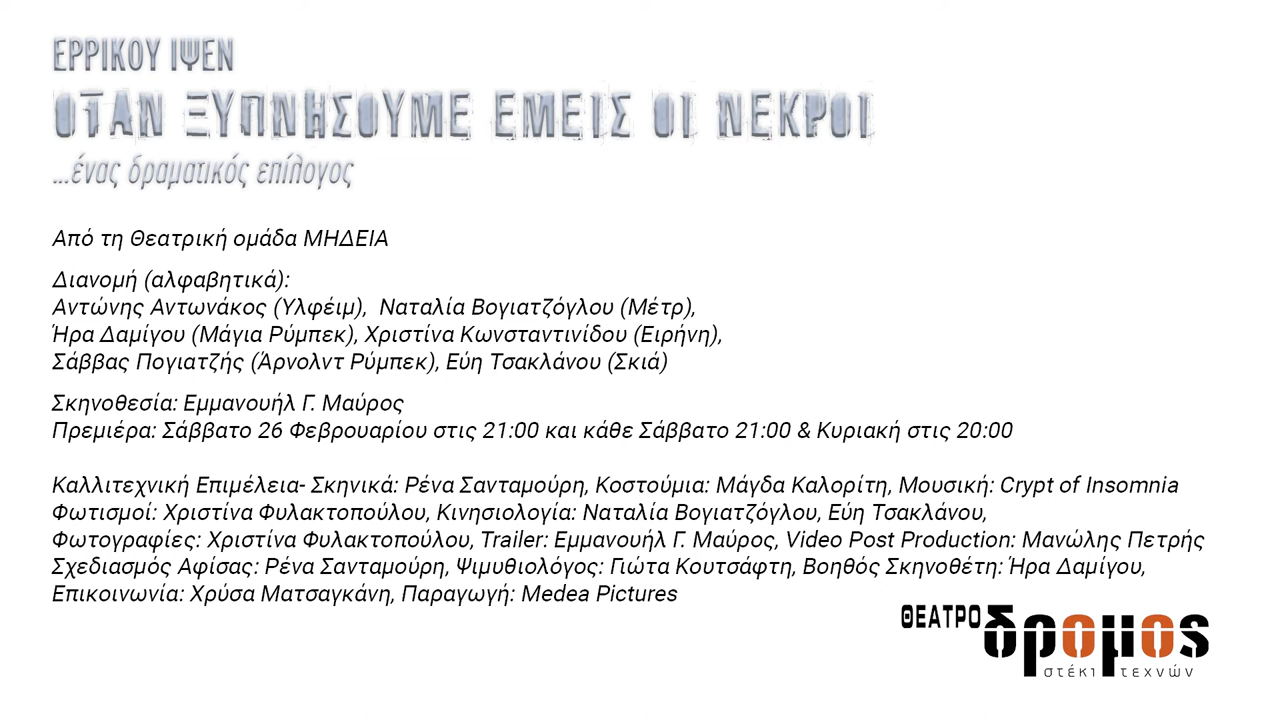 ΕΡΡΙΚΟΥ ΙΨΕΝ
ΟΤΑΝ ΞΥΠΝΗΣΟΥΜΕ ΕΜΕΙΣ ΟΙ ΝΕΚΡΟΙ
...ένας δραματικός επίλογος
Από τη Θεατρική ομάδα ΜΗΔΕΙΑ
Διανομή (αλφαβητικά):
Αντώνης Αντωνάκος (Υλφέιμ), Ναταλία Βογιατζόγλου (Μέτρ),
Ήρα Δαμίγου (Μάγια Ρύμπεκ), Χριστίνα Κωνσταντινίδου (Ειρήνη),
Σάββας Πογιατζής (Άρνολντ Ρύμπεκ), Εύη Τσακλάνου (Σκιά)
Σκηνοθεσία: Εμμανουήλ Γ. Μαύρος
Πρεμιέρα: Σάββατο 26 Φεβρουαρίου στις 21:00 και κάθε Σάββατο 21:00 & Κυριακή στις 20:00
Καλλιτεχνική Επιμέλεια- Σκηνικά: Ρένα Σανταμούρη, Κοστούμια: Μάγδα Καλορίτη, Μουσική: Crypt of Insomnia
Φωτισμοί: Χριστίνα Φυλακτοπούλου, Κινησιολογία: Ναταλία Βογιατζόγλου, Εύη Τσακλάνου,
Φωτογραφίες: Χριστίνα Φυλακτοπούλου, Trailer: Εμμανουήλ Γ. Μαύρος, Video Post Production: Μανώλης Πετρής
Σχεδιασμός Αφίσας: Ρένα Σανταμούρη, Ψιμυθιολόγος: Γιώτα Κουτσάφτη, Βοηθός Σκηνοθέτη: Ήρα Δαμίγου,
Επικοινωνία: Χρύσα Ματσαγκάνη, Παραγωγή: Medea Pictures
ΘΕΑΤΡΟ
δρομος
στέκι τεχνών